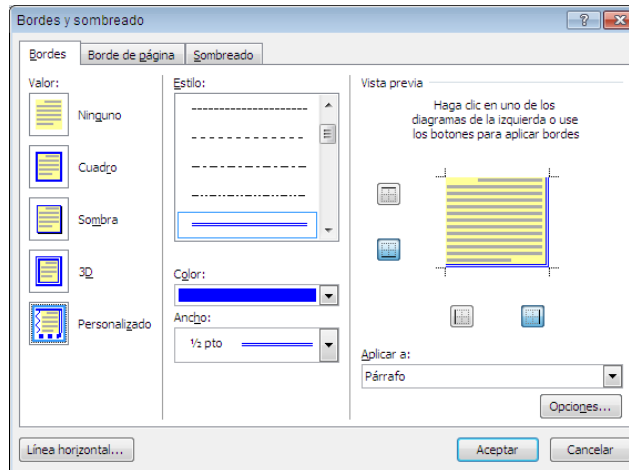 Bordes y sombreado
Bordes
Borde de página
Sombreado
Valor:
Ninguno
Cuadro
Sombra
3D
Personalizado
Estilo:
Color:
Ancho:
½ pto
Vista previa
Haga clic en uno de los
diagramas de la izquierda o use
los botones para aplicar bordes
Aplicar a:
Párrafo
Opciones...
Línea horizontal...
Aceptar
Cancelar